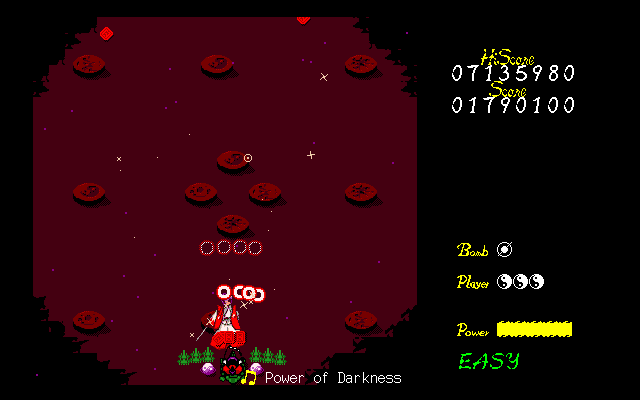 HiScore
07135980
Score
01790100
Bomb
Player
Power
EASY
Power of Darkness